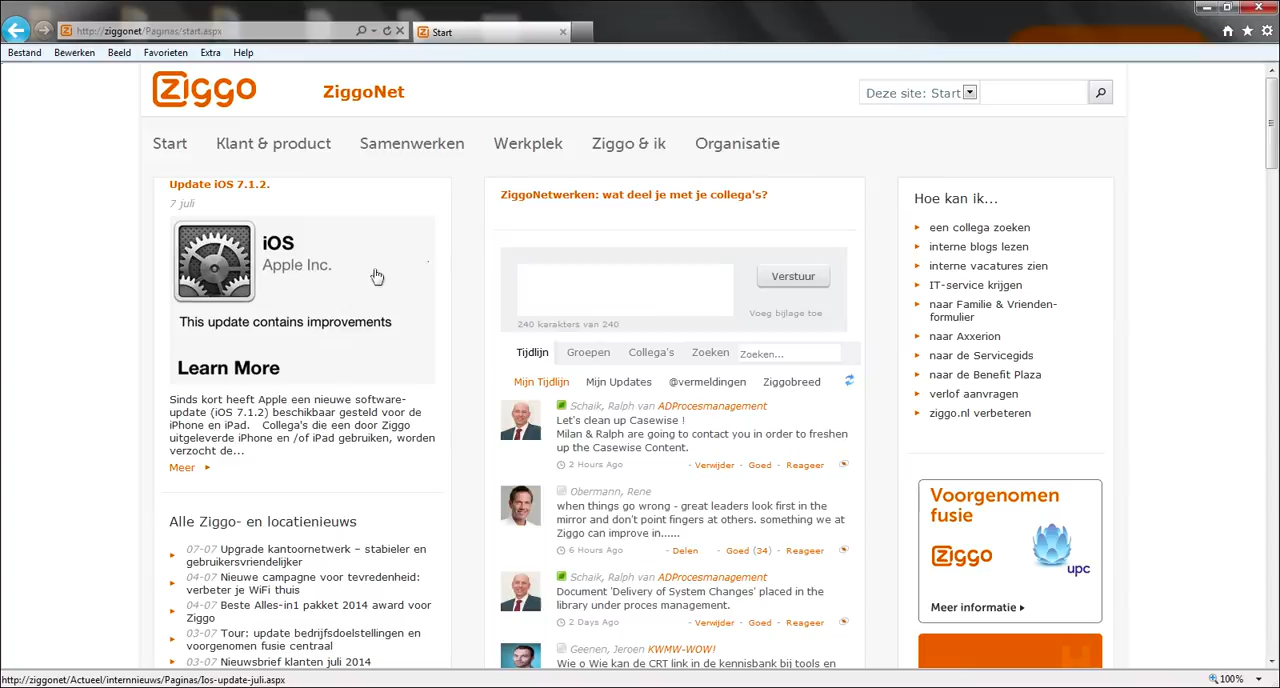 http://ziggonet/Paginas/start.aspx
Start
Bestand Bewerken Beeld Favorieten Extra Help
Ziggo
ZiggoNet
Deze site: Start
Start Klant & product Samenwerken Werkplek Ziggo & ik Organisatie
Update iOS 7.1.2.
7 juli
iOS
Apple Inc.
This update contains improvements
Learn More
Sinds kort heeft Apple een nieuwe software-
update (iOS 7.1.2) beschikbaar gesteld voor de
iPhone en iPad. Collega's die een door Ziggo
uitgeleverde iPhone en /of iPad gebruiken, worden
verzocht de...
Meer
Alle Ziggo- en locatienieuws
07-07 Upgrade kantoornetwerk – stabieler en
gebruikersvriendelijker
04-07 Nieuwe campagne voor tevredenheid:
verbeter je WiFi thuis
04-07 Beste Alles-in1 pakket 2014 award voor
Ziggo
03-07 Tour: update bedrijfsdoelstellingen en
voorgenomen fusie centraal
03-07 Nieuwsbrief klanten juli 2014
ZiggoNetwerken: wat deel je met je collega's?
Verstuur
240 karakters van 240
Voeg bijlage toe
Tijdlijn Groepen Collega's Zoeken Zoeken...
Mijn Tijdlijn Mijn Updates @vermeldingen Ziggobreed
Schaik, Ralph van ADProcesmanagement
Let's clean up Casewise !
Milan & Ralph are going to contact you in order to freshen
up the Casewise Content.
2 Hours Ago - Verwijder - Goed - Reageer
Obermann, Rene
when things go wrong - great leaders look first in the
mirror and don't point fingers at others. something we at
Ziggo can improve in......
6 Hours Ago - Delen - Goed (34) - Reageer
Schaik, Ralph van ADProcesmanagement
Document 'Delivery of System Changes' placed in the
library under proces management.
2 Days Ago - Verwijder - Goed - Reageer
Geenen, Jeroen KWMW-WOW!
Wie o Wie kan de CRT link in de kennisbank bij tools en
Hoe kan ik...
een collega zoeken
interne blogs lezen
interne vacatures zien
IT-service krijgen
naar Familie & Vrienden-
formulier
naar Axxerion
naar de Servicegids
naar de Benefit Plaza
verlof aanvragen
ziggo.nl verbeteren
Voorgenomen
fusie
Ziggo
upc
Meer informatie
http://ziggonet/Actueel/internnieuws/Paginas/Ios-update-juli.aspx
100%